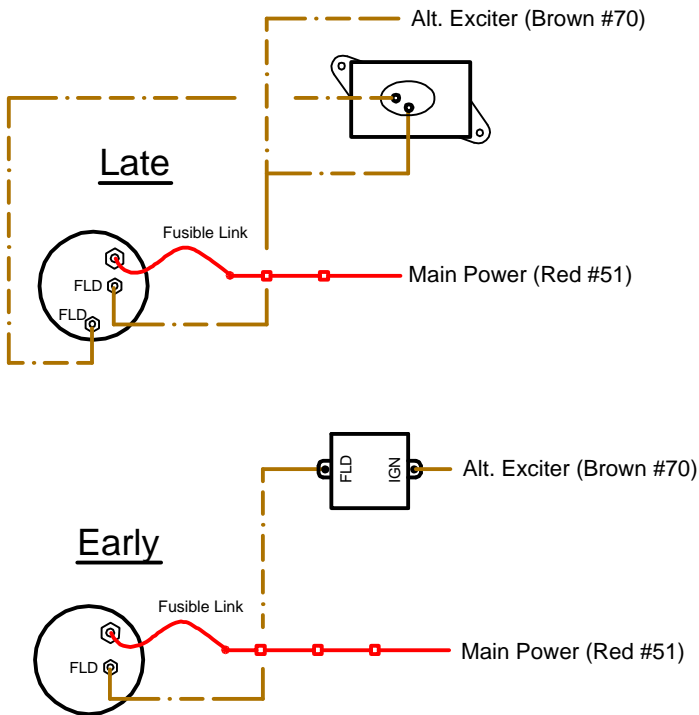 Alt. Exciter (Brown #70)
Late
Fusible Link
Main Power (Red #51)
FLD
FLD
FLD
IGN
Alt. Exciter (Brown #70)
Early
Fusible Link
Main Power (Red #51)
FLD